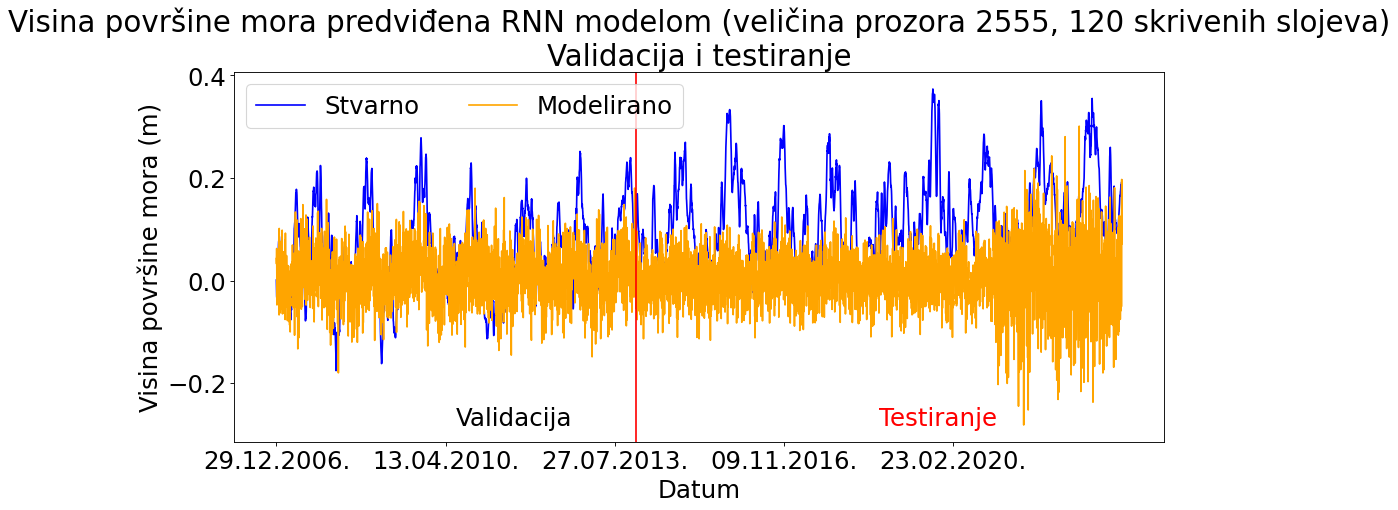 Visina površine mora predviđena RNN modelom (veličina prozora 2555, 120 skrivenih slojeva)
Validacija i testiranje
Stvarno Modelirano
Visina površine mora (m)
0.4
0.2
0.0
−0.2
Validacija Testiranje
29.12.2006. 13.04.2010. 27.07.2013. 09.11.2016. 23.02.2020.
Datum